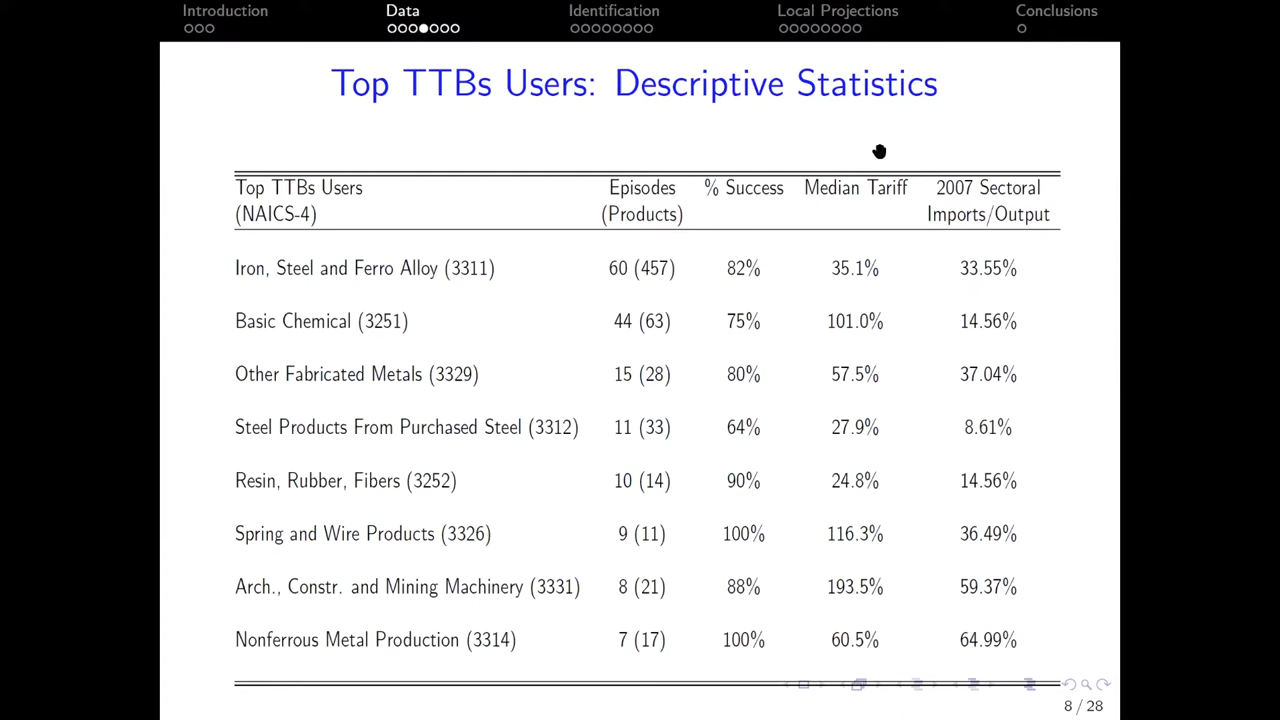 Introduction Data Identification Local Projections Conclusions
Top TTBs Users: Descriptive Statistics
Top TTBs Users Episodes % Success Median Tariff 2007 Sectoral
(NAICS-4) (Products) Imports/Output
Iron, Steel and Ferro Alloy (3311) 60 (457) 82% 35.1% 33.55%
Basic Chemical (3251) 44 (63) 75% 101.0% 14.56%
Other Fabricated Metals (3329) 15 (28) 80% 57.5% 37.04%
Steel Products From Purchased Steel (3312) 11 (33) 64% 27.9% 8.61%
Resin, Rubber, Fibers (3252) 10 (14) 90% 24.8% 14.56%
Spring and Wire Products (3326) 9 (11) 100% 116.3% 36.49%
Arch., Constr. and Mining Machinery (3331) 8 (21) 88% 193.5% 59.37%
Nonferrous Metal Production (3314) 7 (17) 100% 60.5% 64.99%
8 / 28